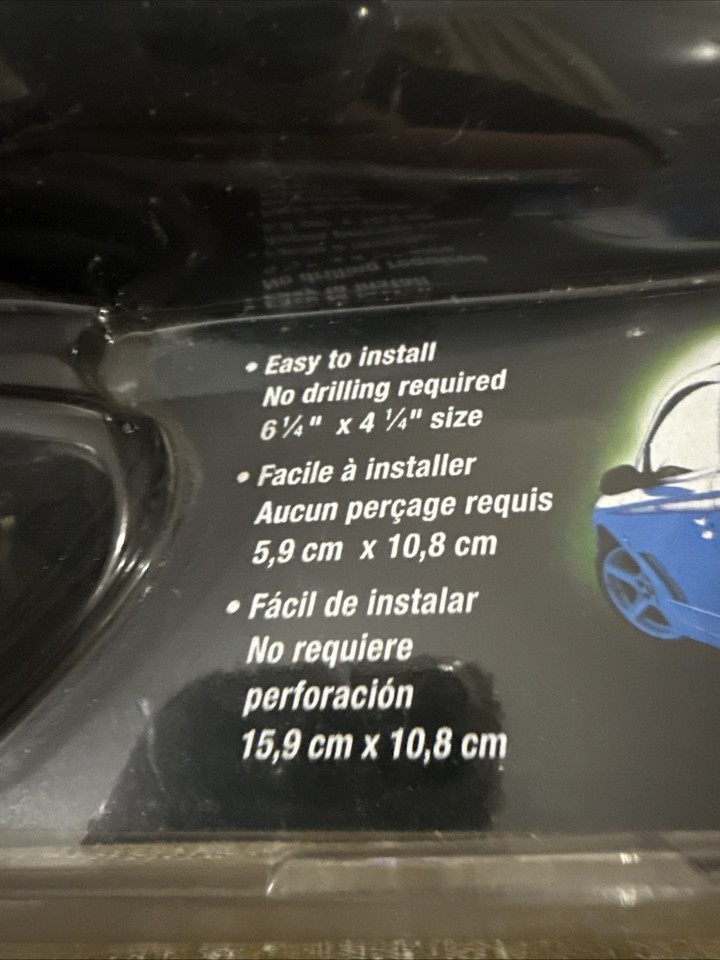 • Easy to install
No drilling required
6 ¼" x 4 ¼" size
• Facile à installer
Aucun perçage requis
5,9 cm x 10,8 cm
• Fácil de instalar
No requiere
perforación
15,9 cm x 10,8 cm